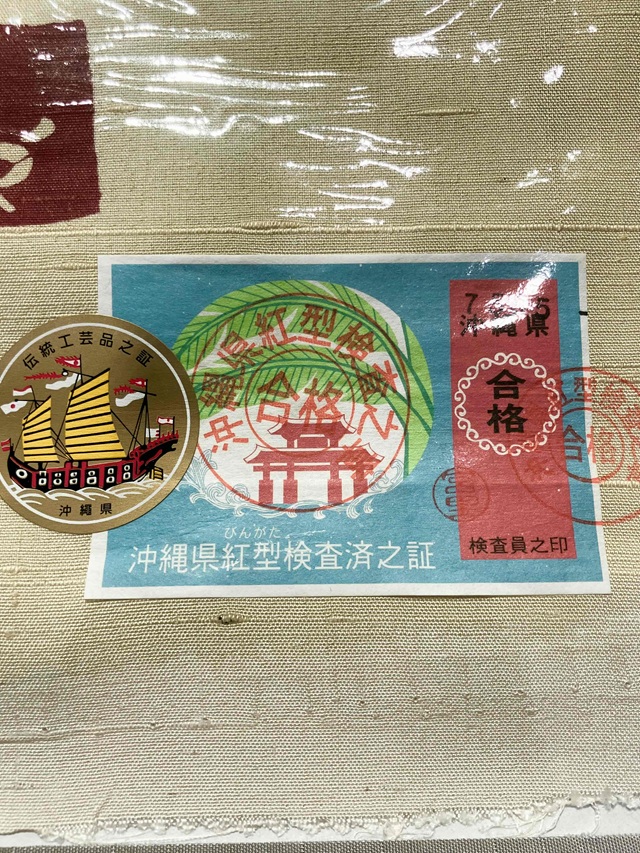 伝統工芸品之証
沖縄県
沖縄県紅型検査之
合格
びんがた
沖縄県紅型検査済之証
沖縄県
合格
検査員之印